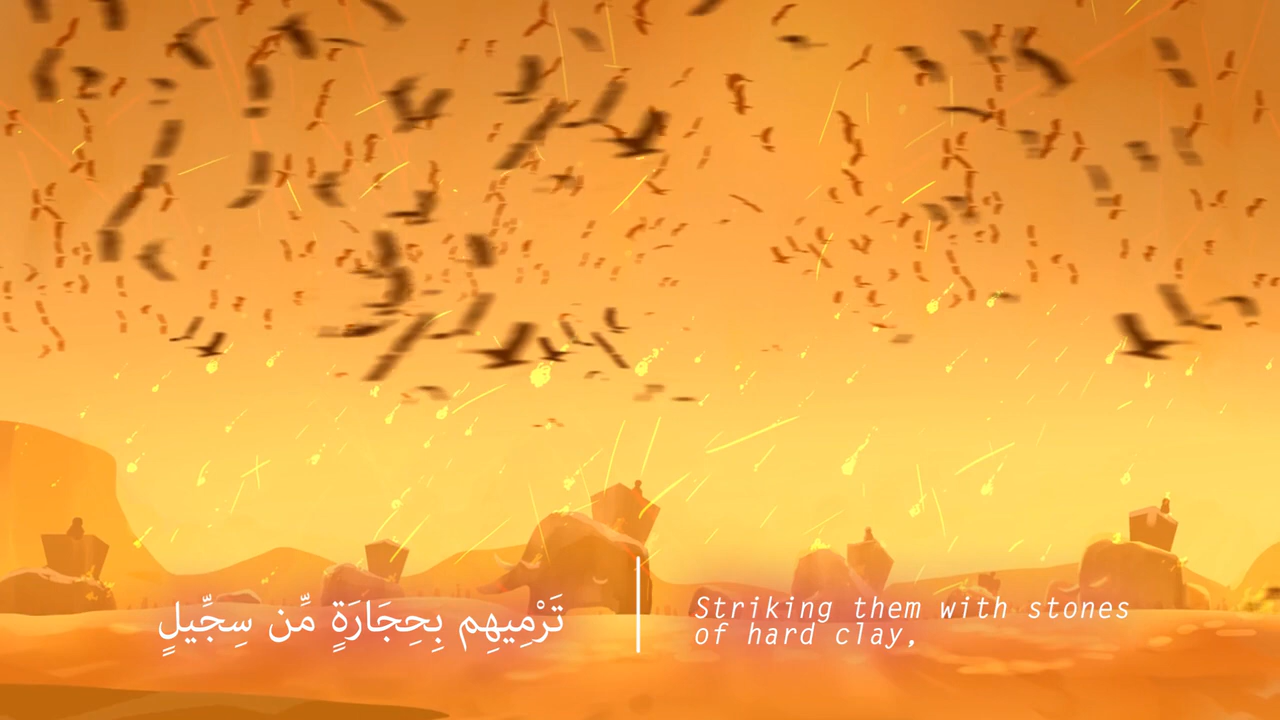 تَرْمِيهِم بِحِجَارَةٍ مِّن سِجِّيلٍ
Striking them with stones
of hard clay,